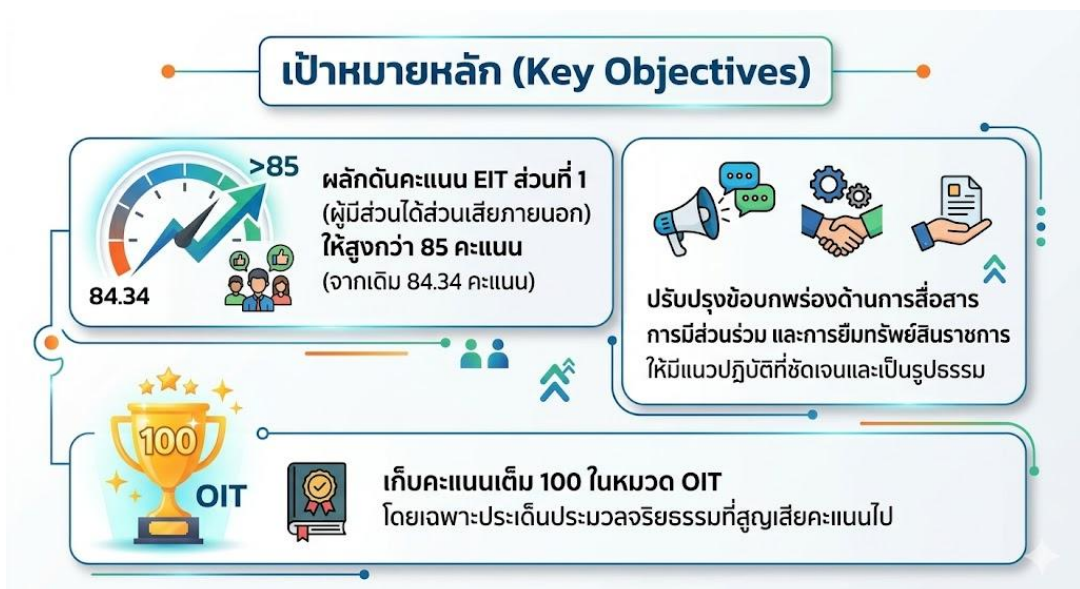 เป้าหมายหลัก (Key Objectives)
>85
84.34
ผลักดันคะแนน EIT ส่วนที่ 1
(ผู้มีส่วนได้ส่วนเสียภายนอก)
ให้สูงกว่า 85 คะแนน
(จากเดิม 84.34 คะแนน)
ปรับปรุงข้อบกพร่องด้านการสื่อสาร
การมีส่วนร่วม และการยืมทรัพย์สินราชการ
ให้มีแนวปฏิบัติที่ชัดเจนและเป็นรูปธรรม
100
OIT
เก็บคะแนนเต็ม 100 ในหมวด OIT
โดยเฉพาะประเด็นประมวลจริยธรรมที่สูญเสียคะแนนไป